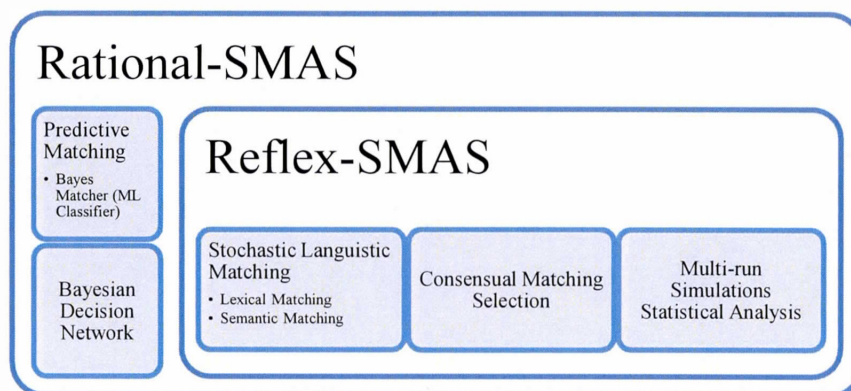 Rational-SMAS
Predictive
Matching
• Bayes
Matcher (ML
Classifier)
Bayesian
Decision
Network
Reflex-SMAS
Stochastic Languistic
Matching
• Lexical Matching
• Semantic Matching
Consensual Matching
Selection
Multi-run
Simulations
Statistical Analysis